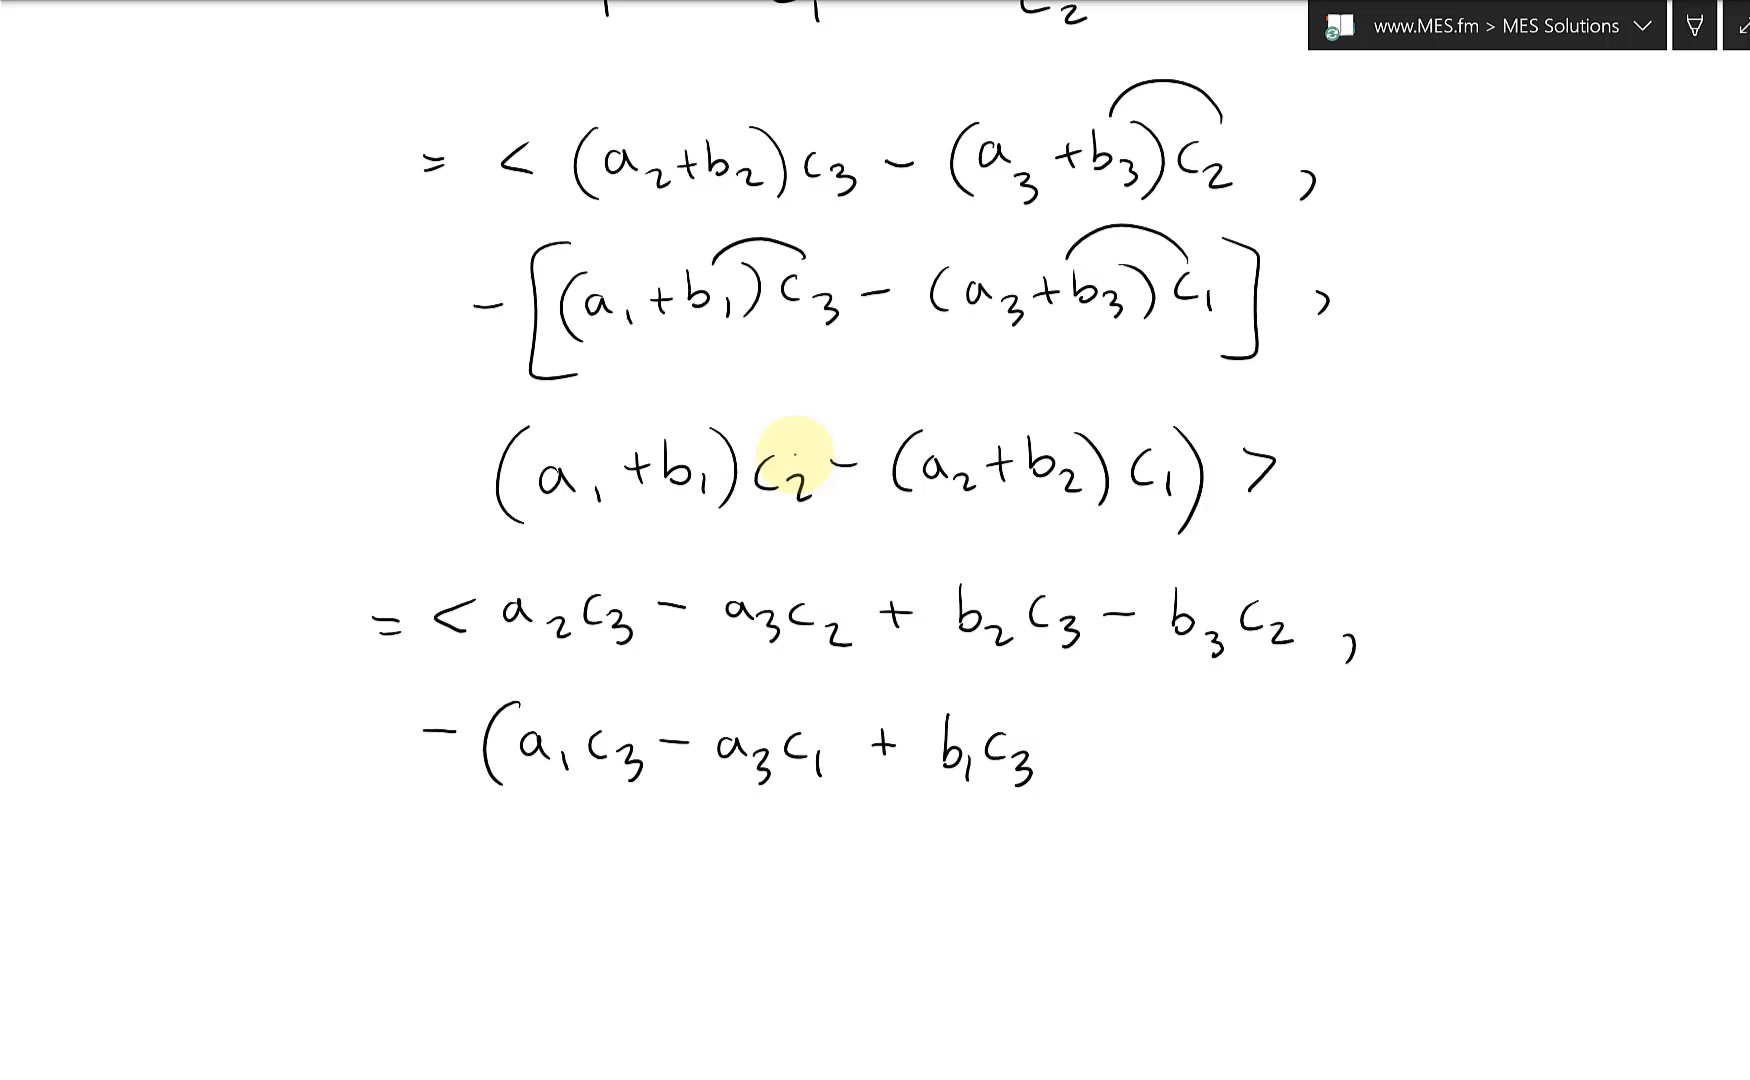 c₂
www.MES.fm > MES Solutions
= < (a₂+b₂)c₃ - (a₃+b₃)c₂ ,
-[(a₁+b₁)c₃ - (a₃+b₃)c₁] ,
(a₁+b₁)c₂ - (a₂+b₂)c₁) >
= < a₂c₃ - a₃c₂ + b₂c₃ - b₃c₂ ,
-(a₁c₃ - a₃c₁ + b₁c₃